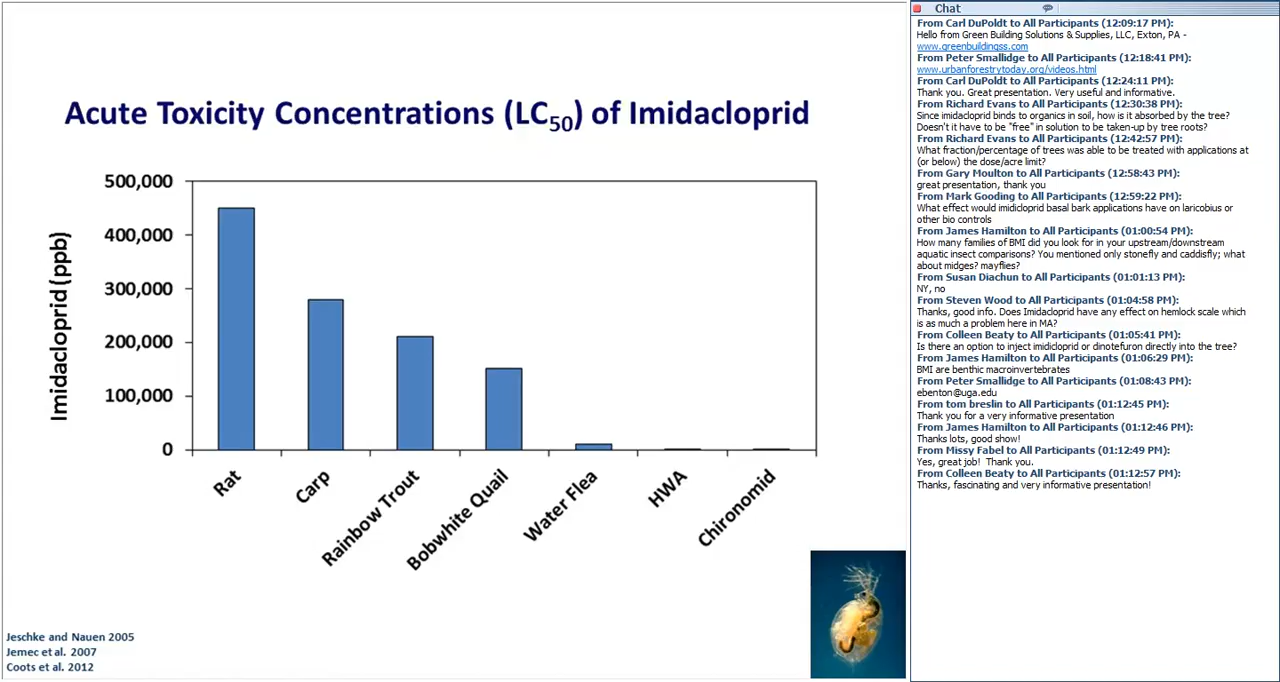 Acute Toxicity Concentrations (LC50) of Imidacloprid
Imidacloprid (ppb)
500,000
400,000
300,000
200,000
100,000
0
Rat
Carp
Rainbow Trout
Bobwhite Quail
Water Flea
HWA
Chironomid
Jeschke and Nauen 2005
Jemec et al. 2007
Coots et al. 2012
Chat
From Carl DuPoldt to All Participants (12:09:17 PM):
Hello from Green Building Solutions & Supplies, LLC, Exton, PA -
www.greenbuildingss.com
From Peter Smallidge to All Participants (12:18:41 PM):
www.urbanforestrytoday.org/videos.html
From Carl DuPoldt to All Participants (12:24:11 PM):
Thank you. Great presentation. Very useful and informative.
From Richard Evans to All Participants (12:30:38 PM):
Since imidacloprid binds to organics in soil, how is it absorbed by the tree?
Doesn't it have to be "free" in solution to be taken-up by tree roots?
From Richard Evans to All Participants (12:42:57 PM):
What fraction/percentage of trees was able to be treated with applications at
(or below) the dose/acre limit?
From Gary Moulton to All Participants (12:58:43 PM):
great presentation, thank you
From Mark Gooding to All Participants (12:59:22 PM):
What effect would imidicloprid basal bark applications have on laricobius or
other bio controls
From James Hamilton to All Participants (01:00:54 PM):
How many families of BMI did you look for in your upstream/downstream
aquatic insect comparisons? You mentioned only stonefly and caddisfly; what
about midges? mayflies?
From Susan Diachun to All Participants (01:01:13 PM):
NY, no
From Steven Wood to All Participants (01:04:58 PM):
Thanks, good info. Does Imidacloprid have any effect on hemlock scale which
is as much a problem here in MA?
From Colleen Beaty to All Participants (01:05:41 PM):
Is there an option to inject imidicloprid or dinotefuron directly into the tree?
From James Hamilton to All Participants (01:06:29 PM):
BMI are benthic macroinvertebrates
From Peter Smallidge to All Participants (01:08:43 PM):
ebenton@uga.edu
From tom breslin to All Participants (01:12:45 PM):
Thank you for a very informative presentation
From James Hamilton to All Participants (01:12:46 PM):
Thanks lots, good show!
From Missy Fabel to All Participants (01:12:49 PM):
Yes, great job!  Thank you.
From Colleen Beaty to All Participants (01:12:57 PM):
Thanks, fascinating and very informative presentation!